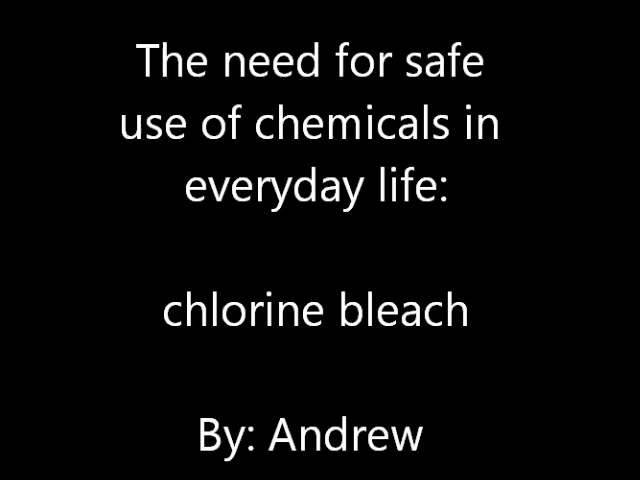 The need for safe
use of chemicals in
everyday life:
chlorine bleach
By: Andrew